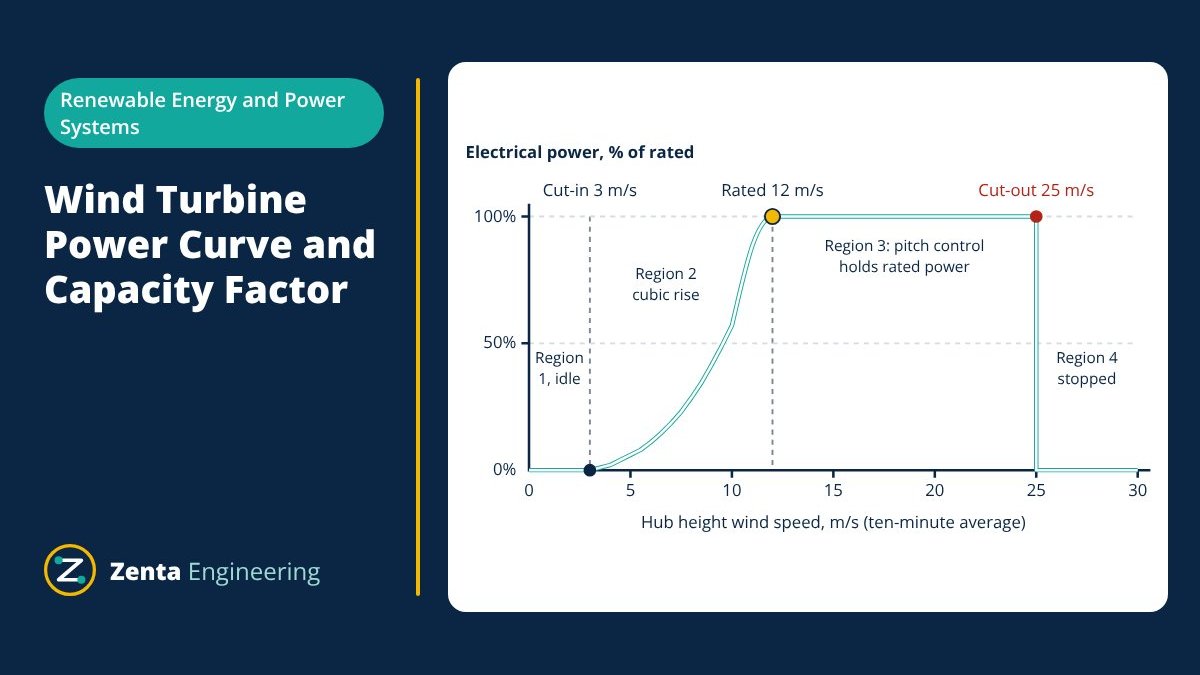 Renewable Energy and Power
Systems
Wind Turbine
Power Curve and
Capacity Factor
Z
Zenta Engineering
Electrical power, % of rated
Cut-in 3 m/s
Rated 12 m/s
Cut-out 25 m/s
100%
Region 3: pitch control
holds rated power
Region 2
cubic rise
50%
Region
1, idle
Region 4
stopped
0%
0 5 10 15 20 25 30
Hub height wind speed, m/s (ten-minute average)